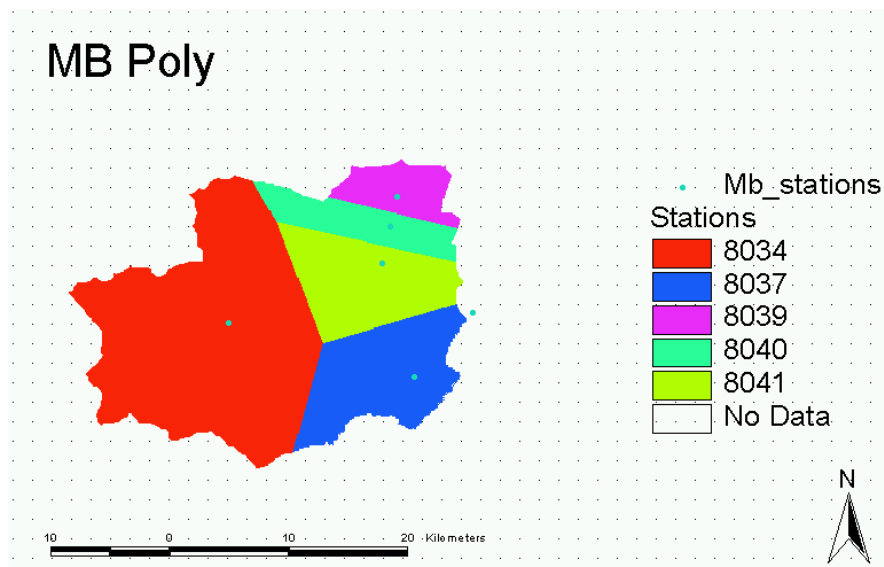 MB Poly
Mb_stations
Stations
8034
8037
8039
8040
8041
No Data
N
10 0 10 20 Kilometers